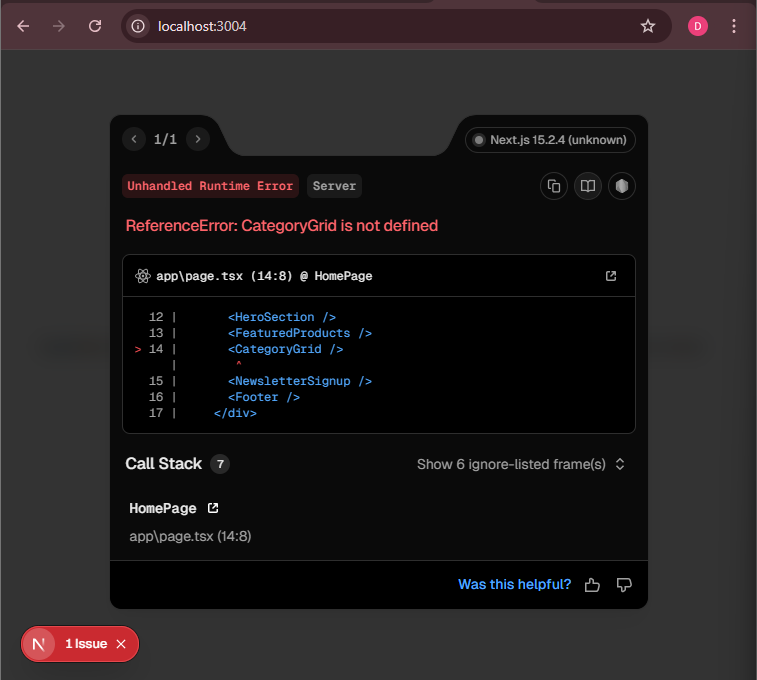 localhost:3004
D
1/1
Next.js 15.2.4 (unknown)
Unhandled Runtime Error Server
ReferenceError: CategoryGrid is not defined
app\page.tsx (14:8) @ HomePage
12 | <HeroSection />
13 | <FeaturedProducts />
> 14 | <CategoryGrid />
| ^
15 | <NewsletterSignup />
16 | <Footer />
17 | </div>
Call Stack 7
Show 6 ignore-listed frame(s)
HomePage
app\page.tsx (14:8)
Was this helpful?
N 1 Issue